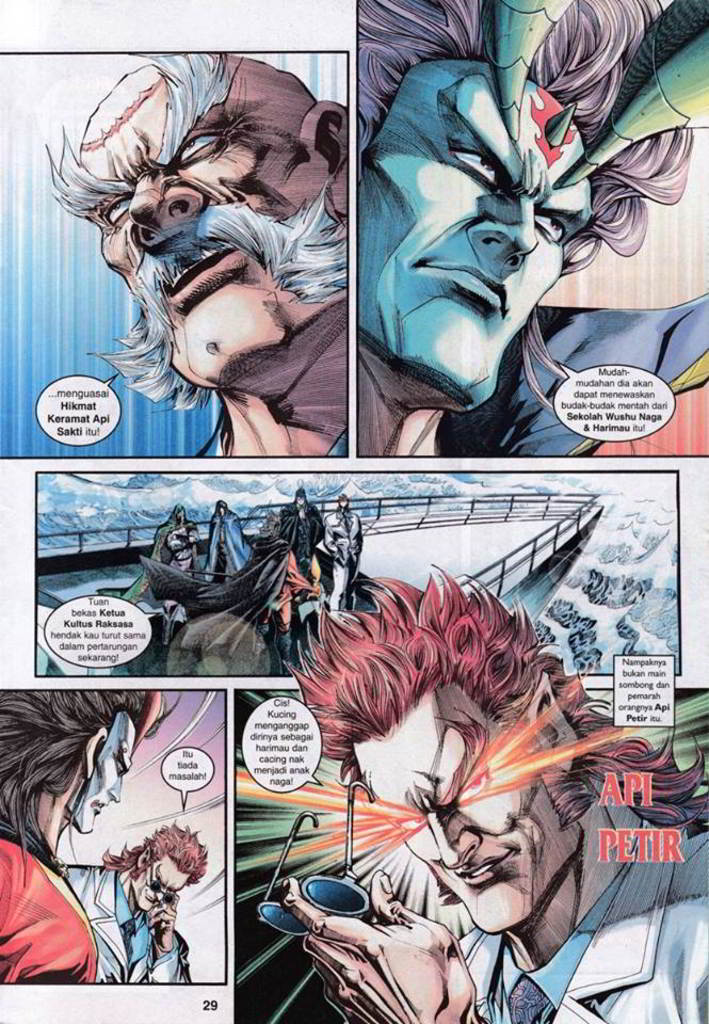 ...menguasai
Hikmat
Keramat Api
Sakti itu!
Mudah-
mudahan dia akan
dapat menewaskan
budak-budak mentah dari
Sekolah Wushu Naga
& Harimau itu!
Tuan
bekas Ketua
Kultus Raksasa
hendak kau turut sama
dalam pertarungan
sekarang!
Nampaknya
bukan main
sombong dan
pemarah
orangnya Api
Petir itu.
Itu
tiada
masalah!
Cis!
Kucing
menganggap
dirinya sebagai
harimau dan
cacing nak
menjadi anak
naga!
API
PETIR
29